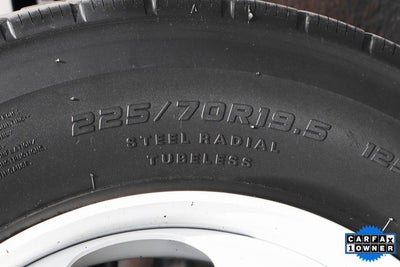 225/70R19.5
STEEL RADIAL
TUBELESS
CARFAX
1 OWNER